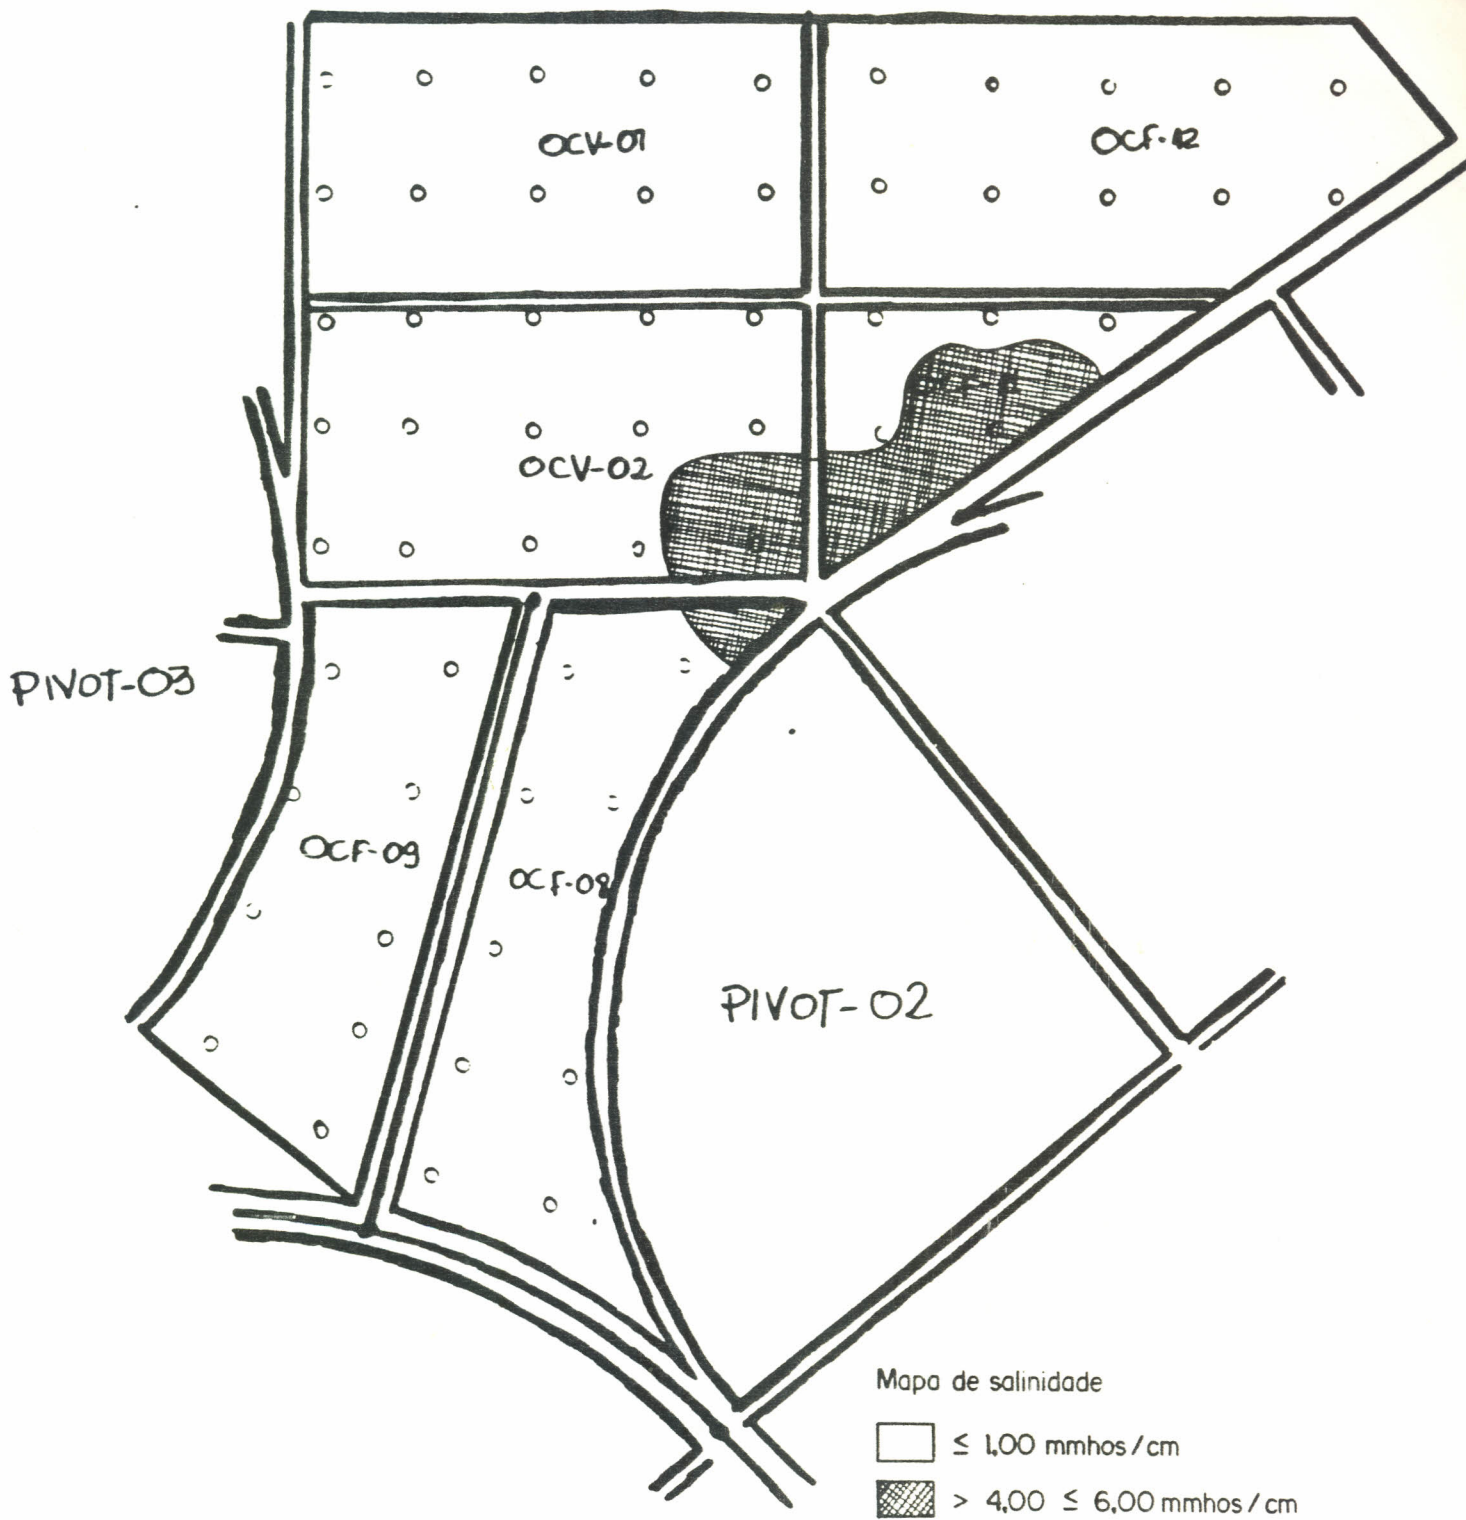 OCV-01
OCF-12
OCV-02
PIVOT-03
OCF-09
OCF-08
PIVOT-02
Mapa de salinidade
≤ 1,00 mmhos/cm
> 4,00 ≤ 6,00 mmhos/cm